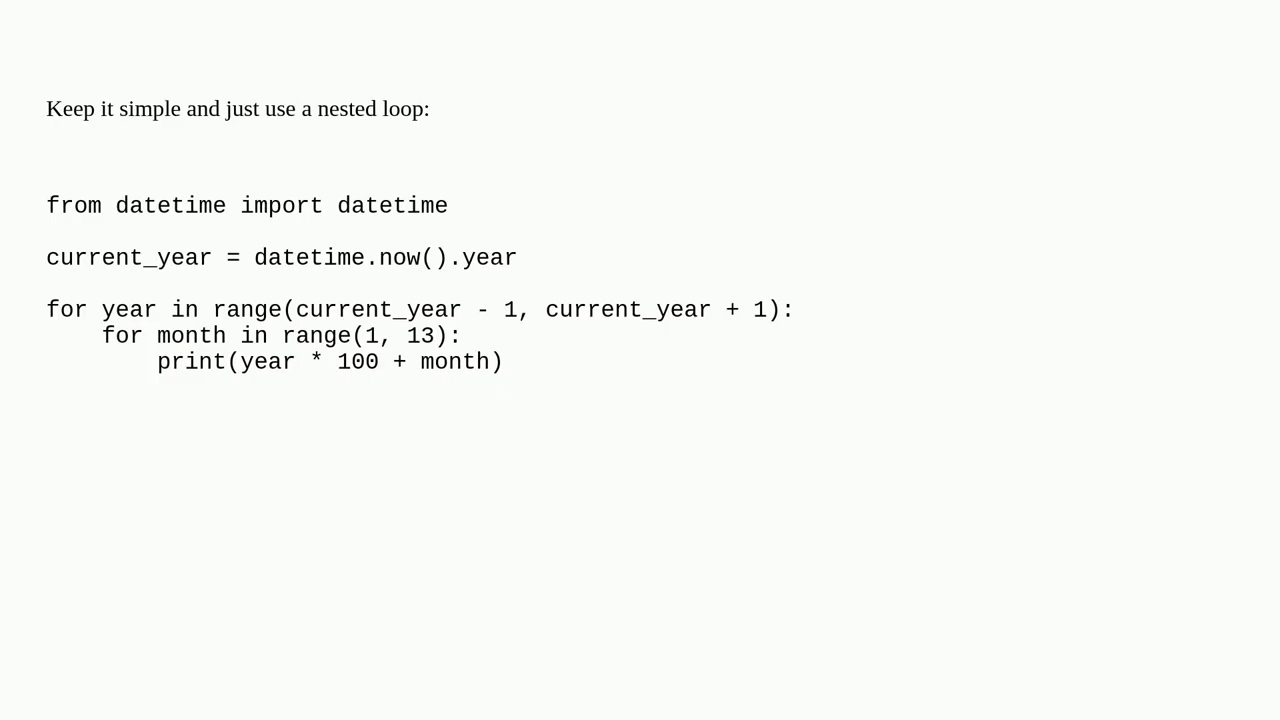 Keep it simple and just use a nested loop:
from datetime import datetime
current_year = datetime.now().year
for year in range(current_year - 1, current_year + 1):
    for month in range(1, 13):
        print(year * 100 + month)